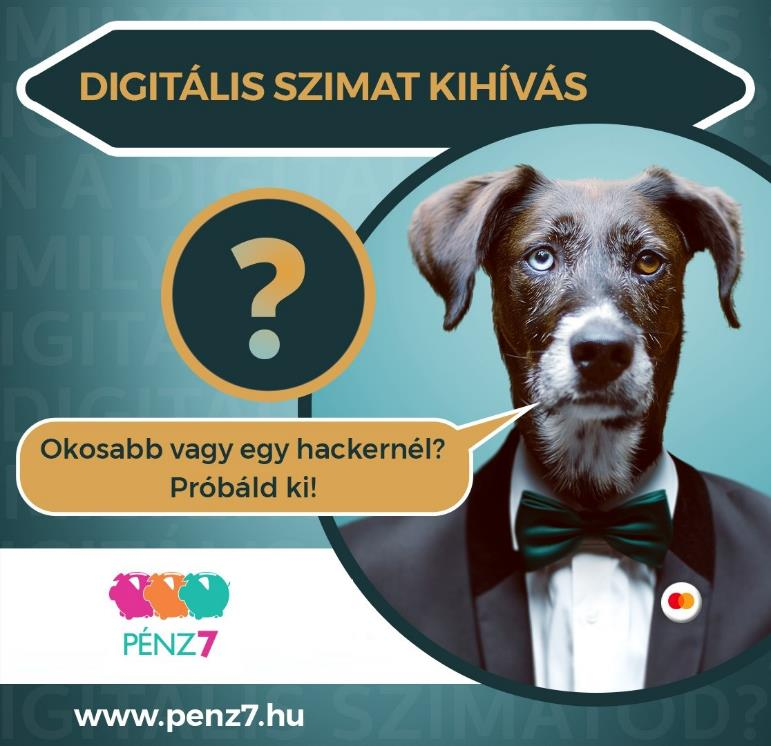 DIGITÁLIS SZIMAT KIHÍVÁS
?
Okosabb vagy egy hackernél?
Próbáld ki!
PÉNZ7
www.penz7.hu